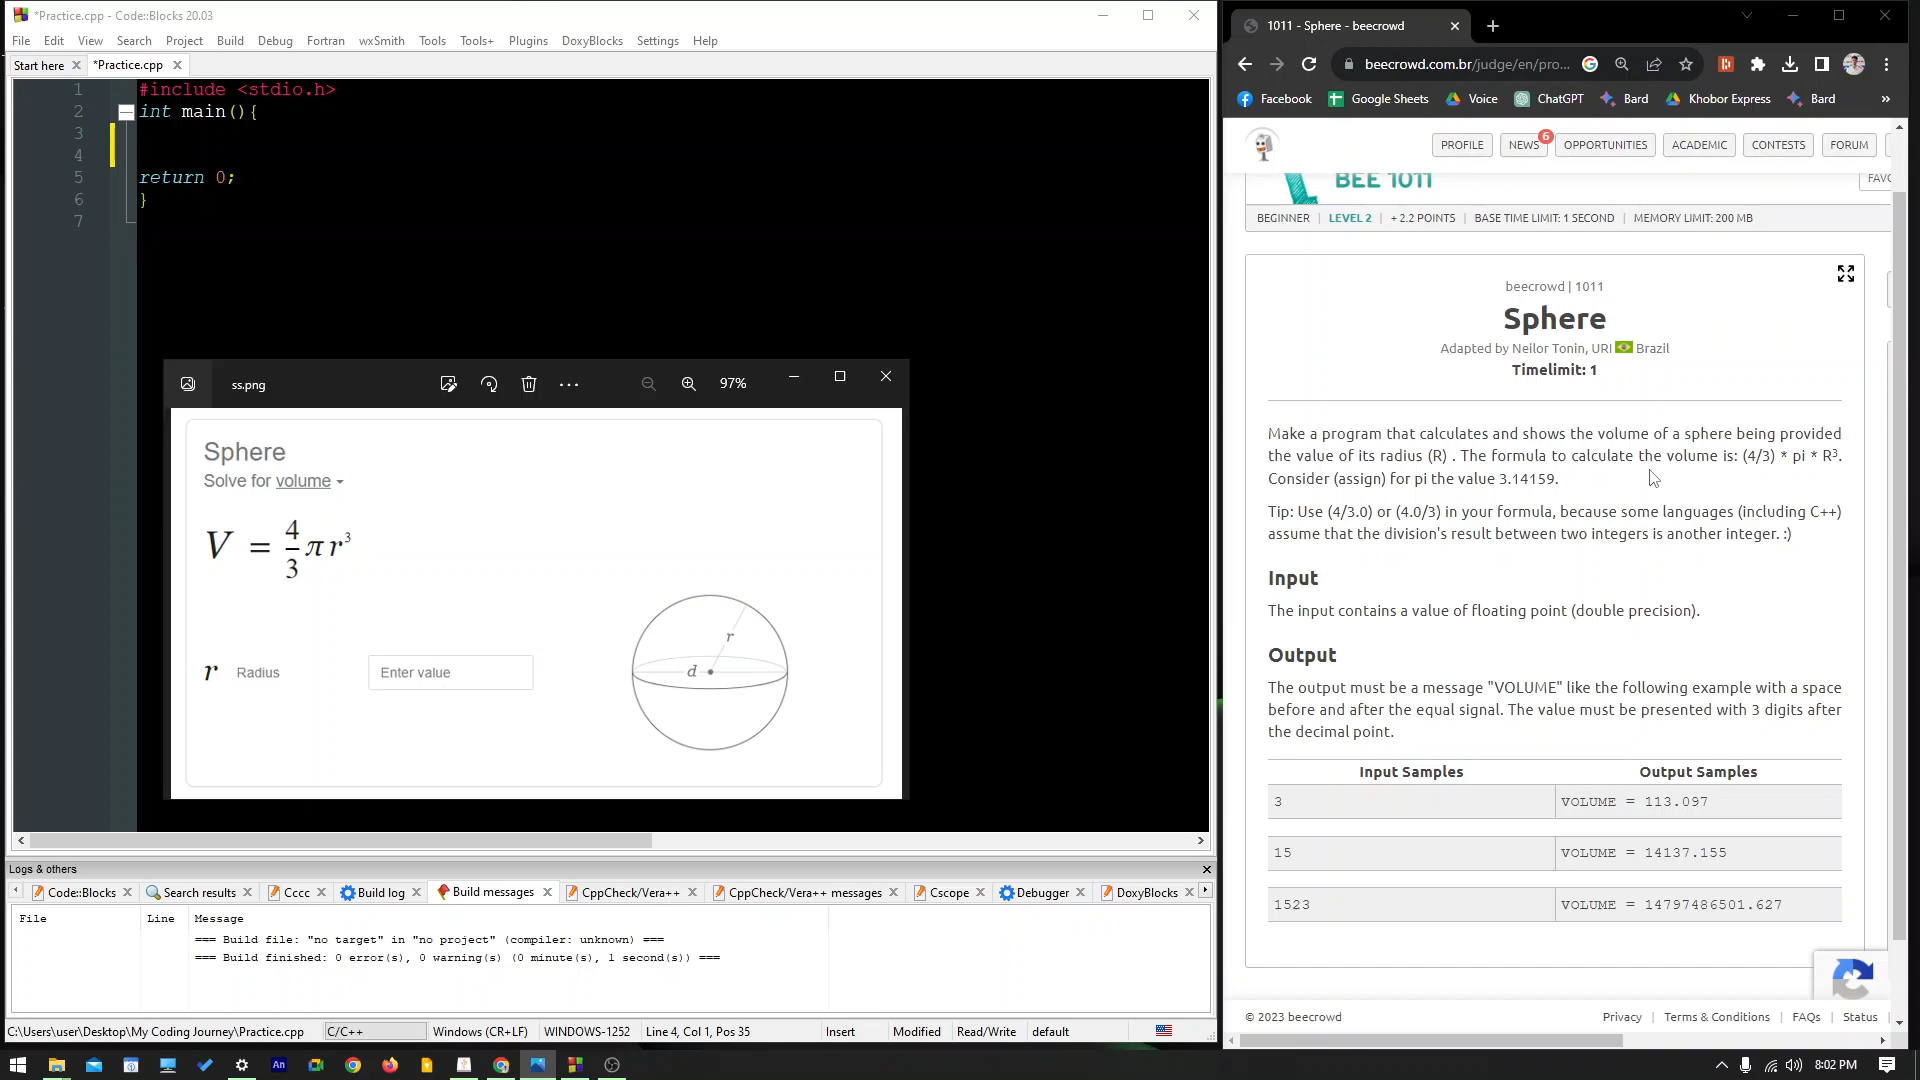 *Practice.cpp - Code::Blocks 20.03
File Edit View Search Project Build Debug Fortran wxSmith Tools Tools+ Plugins DoxyBlocks Settings Help
Start here *Practice.cpp
1 #include <stdio.h>
2 int main(){
3
4
5 return 0;
6 }
7
ss.png 97%
Sphere
Solve for volume
V = 4/3 π r³
r Radius Enter value
r
d
Logs & others
Code::Blocks Search results Cccc Build log Build messages CppCheck/Vera++ CppCheck/Vera++ messages Cscope Debugger DoxyBlocks
File Line Message
=== Build file: "no target" in "no project" (compiler: unknown) ===
=== Build finished: 0 error(s), 0 warning(s) (0 minute(s), 1 second(s)) ===
C:\Users\user\Desktop\My Coding Journey\Practice.cpp C/C++ Windows (CR+LF) WINDOWS-1252 Line 4, Col 1, Pos 35 Insert Modified Read/Write default
1011 - Sphere - beecrowd
beecrowd.com.br/judge/en/pro...
Facebook Google Sheets Voice ChatGPT Bard Khobor Express Bard »
PROFILE NEWS 6 OPPORTUNITIES ACADEMIC CONTESTS FORUM
BEE 1011
FAVO
BEGINNER | LEVEL 2 | + 2.2 POINTS | BASE TIME LIMIT: 1 SECOND | MEMORY LIMIT: 200 MB
beecrowd | 1011
Sphere
Adapted by Neilor Tonin, URI Brazil
Timelimit: 1
Make a program that calculates and shows the volume of a sphere being provided
the value of its radius (R) . The formula to calculate the volume is: (4/3) * pi * R³.
Consider (assign) for pi the value 3.14159.
Tip: Use (4/3.0) or (4.0/3) in your formula, because some languages (including C++)
assume that the division's result between two integers is another integer. :)
Input
The input contains a value of floating point (double precision).
Output
The output must be a message "VOLUME" like the following example with a space
before and after the equal signal. The value must be presented with 3 digits after
the decimal point.
Input Samples Output Samples
3 VOLUME = 113.097
15 VOLUME = 14137.155
1523 VOLUME = 14797486501.627
© 2023 beecrowd Privacy | Terms & Conditions | FAQs | Status
An
8:02 PM